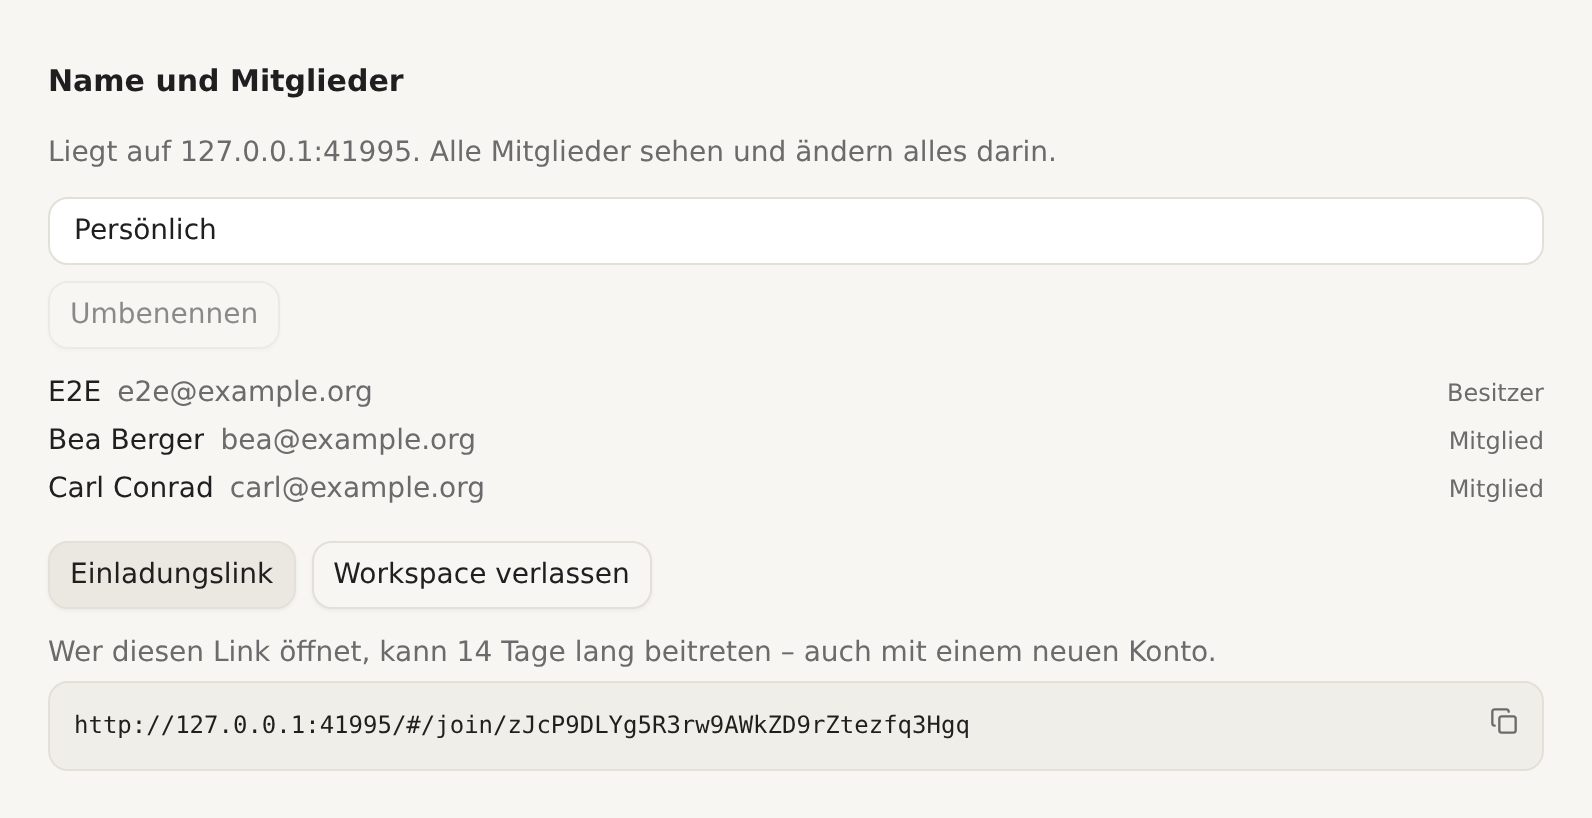 Name und Mitglieder
Liegt auf 127.0.0.1:41995. Alle Mitglieder sehen und ändern alles darin.
Persönlich
Umbenennen
E2E e2e@example.org Besitzer
Bea Berger bea@example.org Mitglied
Carl Conrad carl@example.org Mitglied
Einladungslink Workspace verlassen
Wer diesen Link öffnet, kann 14 Tage lang beitreten – auch mit einem neuen Konto.
http://127.0.0.1:41995/#/join/zJcP9DLYg5R3rw9AWkZD9rZtezfq3Hgq